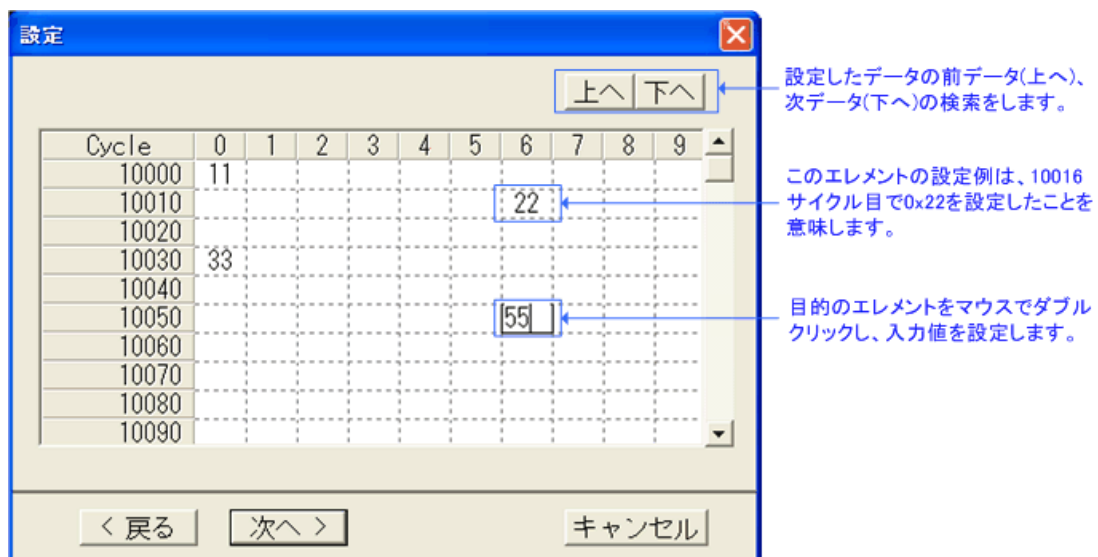 設定
上へ 下へ
設定したデータの前データ(上へ)、
次データ(下へ)の検索をします。
Cycle 0 1 2 3 4 5 6 7 8 9
10000 11
10010 22
10020
10030 33
10040
10050 55
10060
10070
10080
10090
このエレメントの設定例は、10016
サイクル目で0x22を設定したことを
意味します。
目的のエレメントをマウスでダブル
クリックし、入力値を設定します。
< 戻る 次へ > キャンセル